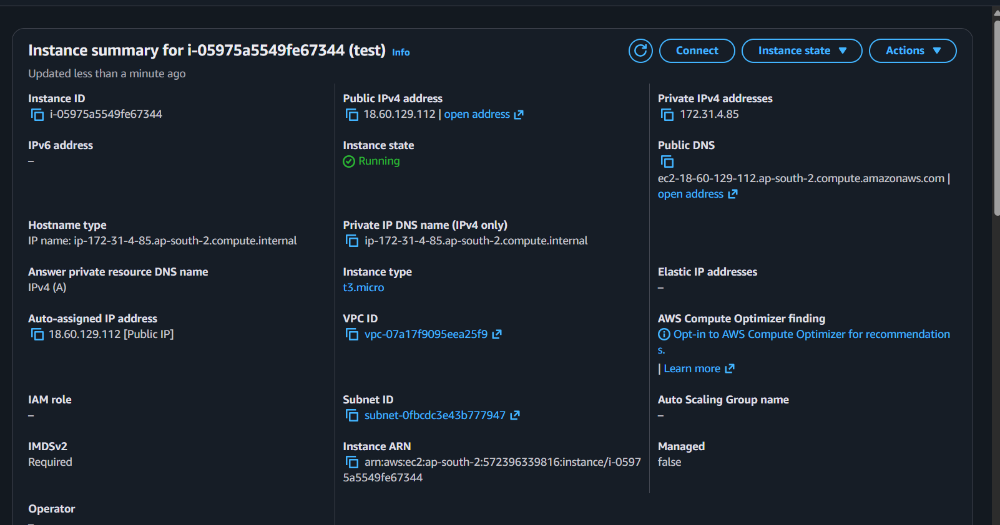 Instance summary for i-05975a5549fe67344 (test) Info
Connect
Instance state
Actions
Updated less than a minute ago
Instance ID
i-05975a5549fe67344
Public IPv4 address
18.60.129.112 | open address
Private IPv4 addresses
172.31.4.85
IPv6 address
–
Instance state
Running
Public DNS
ec2-18-60-129-112.ap-south-2.compute.amazonaws.com |
open address
Hostname type
IP name: ip-172-31-4-85.ap-south-2.compute.internal
Private IP DNS name (IPv4 only)
ip-172-31-4-85.ap-south-2.compute.internal
Answer private resource DNS name
IPv4 (A)
Instance type
t3.micro
Elastic IP addresses
–
Auto-assigned IP address
18.60.129.112 [Public IP]
VPC ID
vpc-07a17f9095eea25f9
AWS Compute Optimizer finding
Opt-in to AWS Compute Optimizer for recommendation
s.
| Learn more
IAM role
–
Subnet ID
subnet-0fbcdc3e43b777947
Auto Scaling Group name
–
IMDSv2
Required
Instance ARN
arn:aws:ec2:ap-south-2:572396339816:instance/i-0597
5a5549fe67344
Managed
false
Operator
–